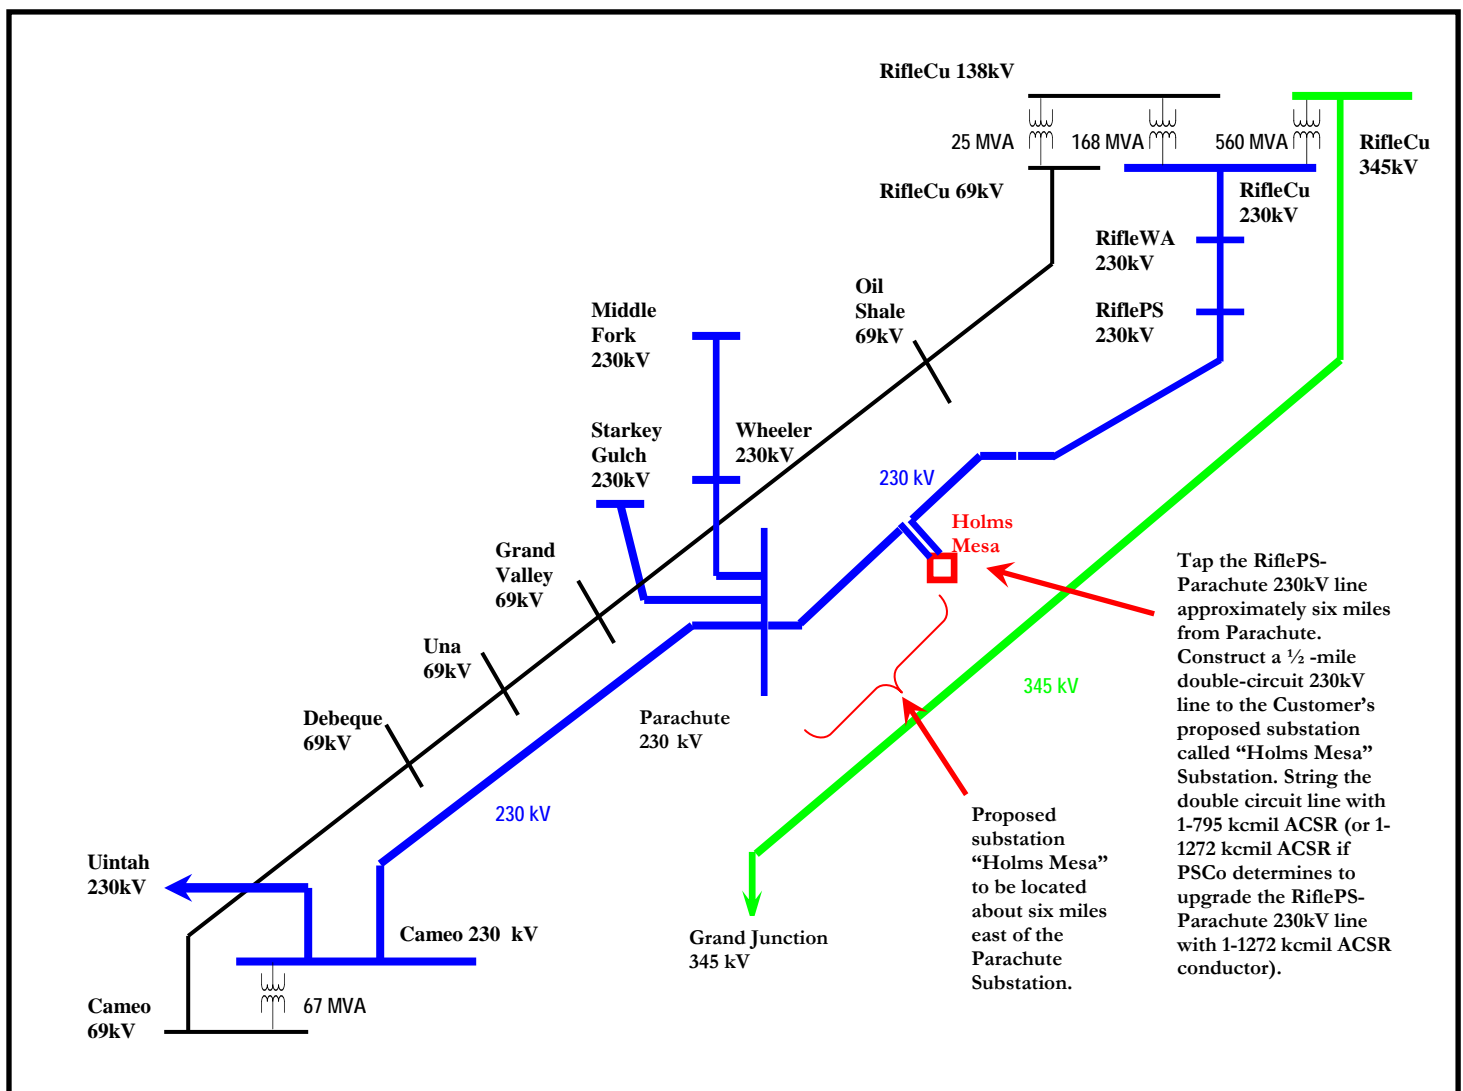 RifleCu 138kV
25 MVA
168 MVA
560 MVA
RifleCu
345kV
RifleCu 69kV
RifleCu
230kV
RifleWA
230kV
RiflePS
230kV
Oil
Shale
69kV
Middle
Fork
230kV
Starkey
Gulch
230kV
Wheeler
230kV
230 kV
Holms
Mesa
Grand
Valley
69kV
Una
69kV
Debeque
69kV
Parachute
230 kV
345 kV
230 kV
Tap the RiflePS-
Parachute 230kV line
approximately six miles
from Parachute.
Construct a ½ -mile
double-circuit 230kV
line to the Customer’s
proposed substation
called “Holms Mesa”
Substation. String the
double circuit line with
1-795 kcmil ACSR (or 1-
1272 kcmil ACSR if
PSCo determines to
upgrade the RiflePS-
Parachute 230kV line
with 1-1272 kcmil ACSR
conductor).
Proposed
substation
“Holms Mesa”
to be located
about six miles
east of the
Parachute
Substation.
Uintah
230kV
Cameo 230 kV
Grand Junction
345 kV
Cameo
69kV
67 MVA